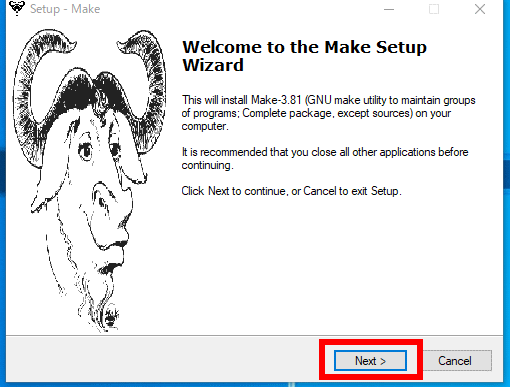 Setup - Make
Welcome to the Make Setup
Wizard
This will install Make-3.81 (GNU make utility to maintain groups
of programs; Complete package, except sources) on your
computer.
It is recommended that you close all other applications before
continuing.
Click Next to continue, or Cancel to exit Setup.
Next >
Cancel